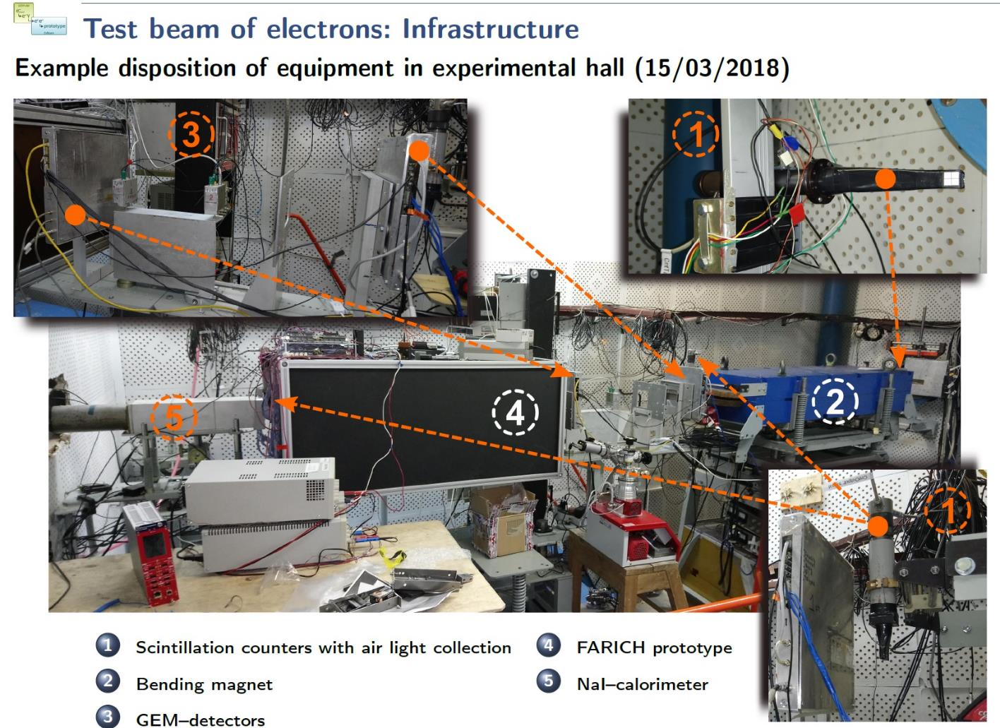 prototype
Test beam of electrons: Infrastructure
Example disposition of equipment in experimental hall (15/03/2018)
3
1
2
4
5
2
1
1 Scintillation counters with air light collection
2 Bending magnet
3 GEM–detectors
4 FARICH prototype
5 NaI–calorimeter